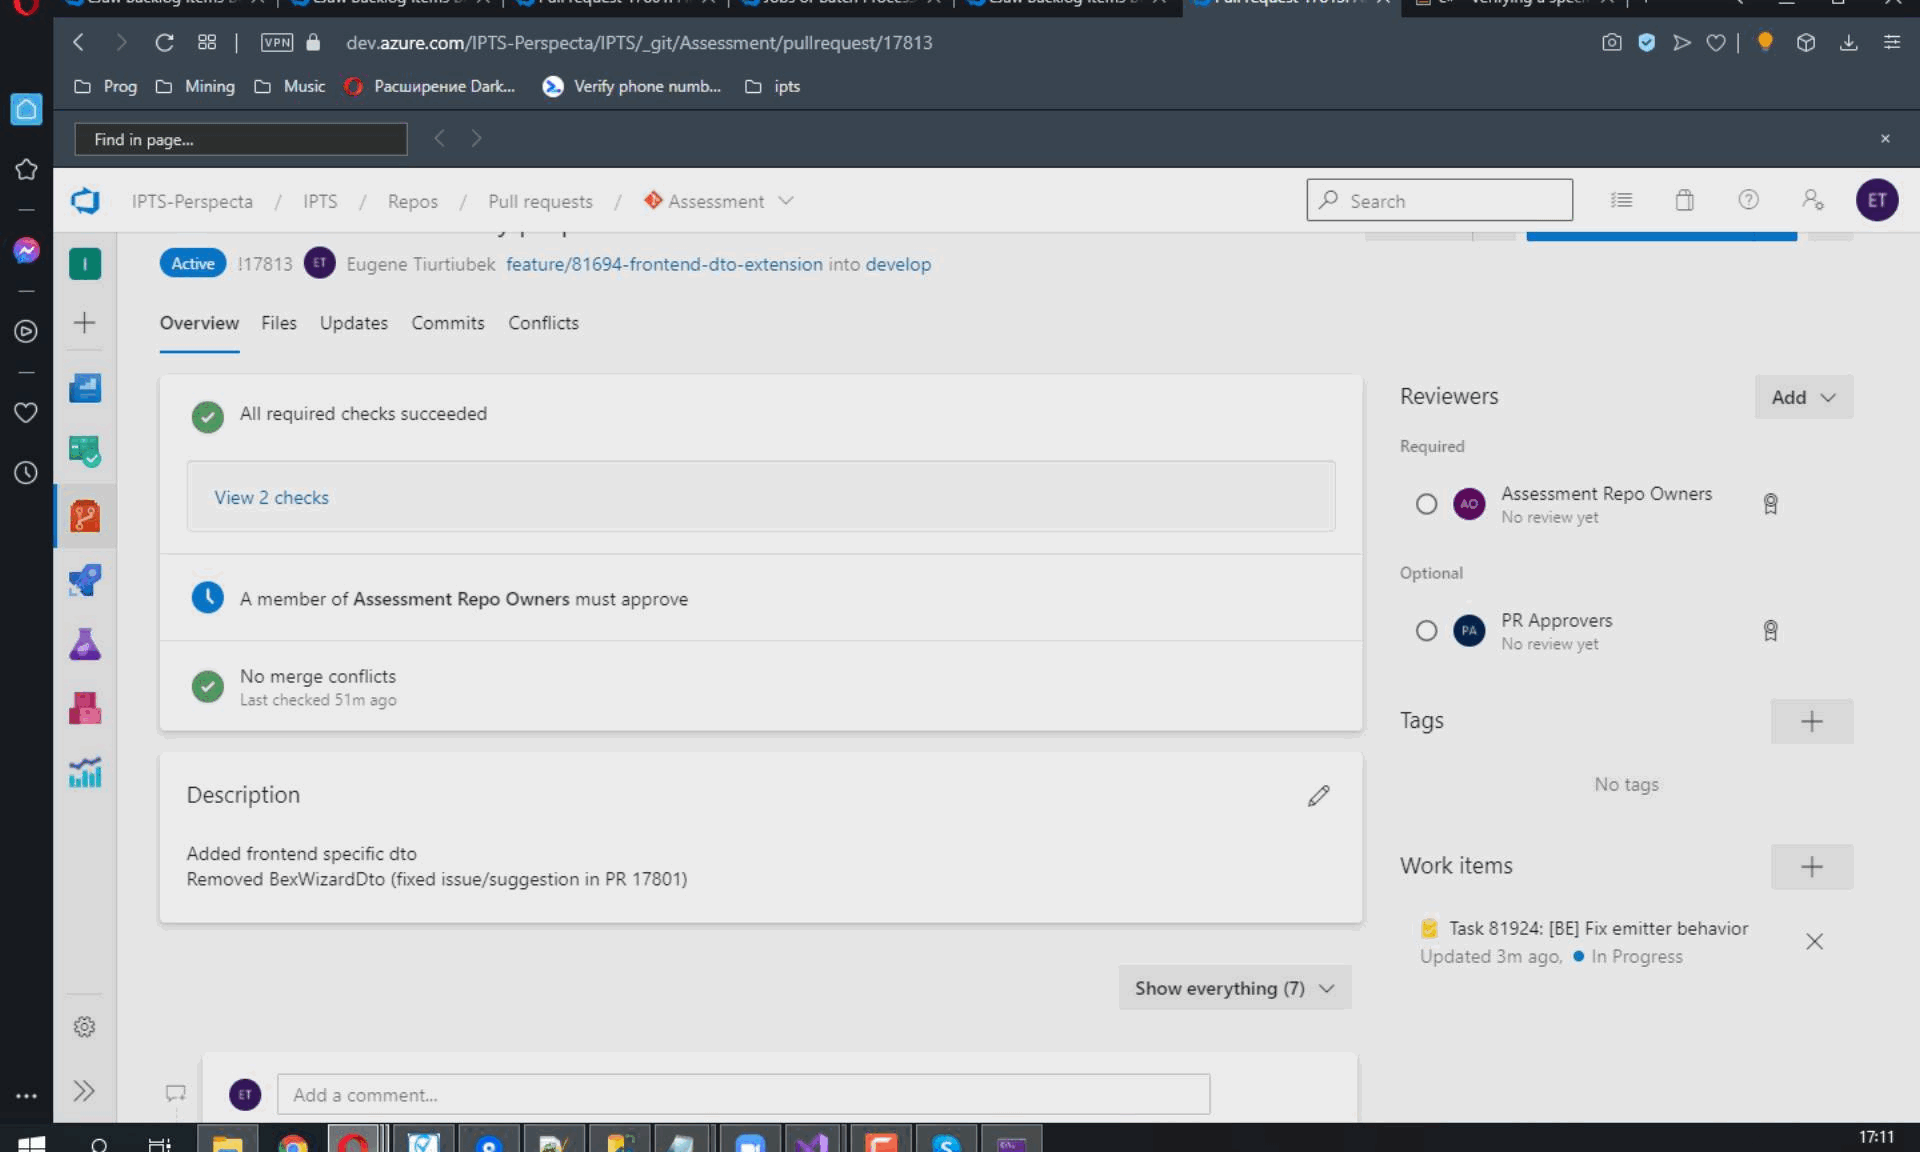 VPN
dev.azure.com/IPTS-Perspecta/IPTS/_git/Assessment/pullrequest/17813
Prog
Mining
Music
Расширение Dark...
Verify phone numb...
ipts
Find in page...
IPTS-Perspecta / IPTS / Repos / Pull requests / Assessment
Search
ET
I
Active !17813 ET Eugene Tiurtiubek feature/81694-frontend-dto-extension into develop
Overview Files Updates Commits Conflicts
All required checks succeeded
View 2 checks
A member of Assessment Repo Owners must approve
No merge conflicts
Last checked 51m ago
Description
Added frontend specific dto
Removed BexWizardDto (fixed issue/suggestion in PR 17801)
Show everything (7)
ET
Add a comment...
Reviewers
Add
Required
AO
Assessment Repo Owners
No review yet
Optional
PA
PR Approvers
No review yet
Tags
No tags
Work items
Task 81924: [BE] Fix emitter behavior
Updated 3m ago, In Progress
17:11